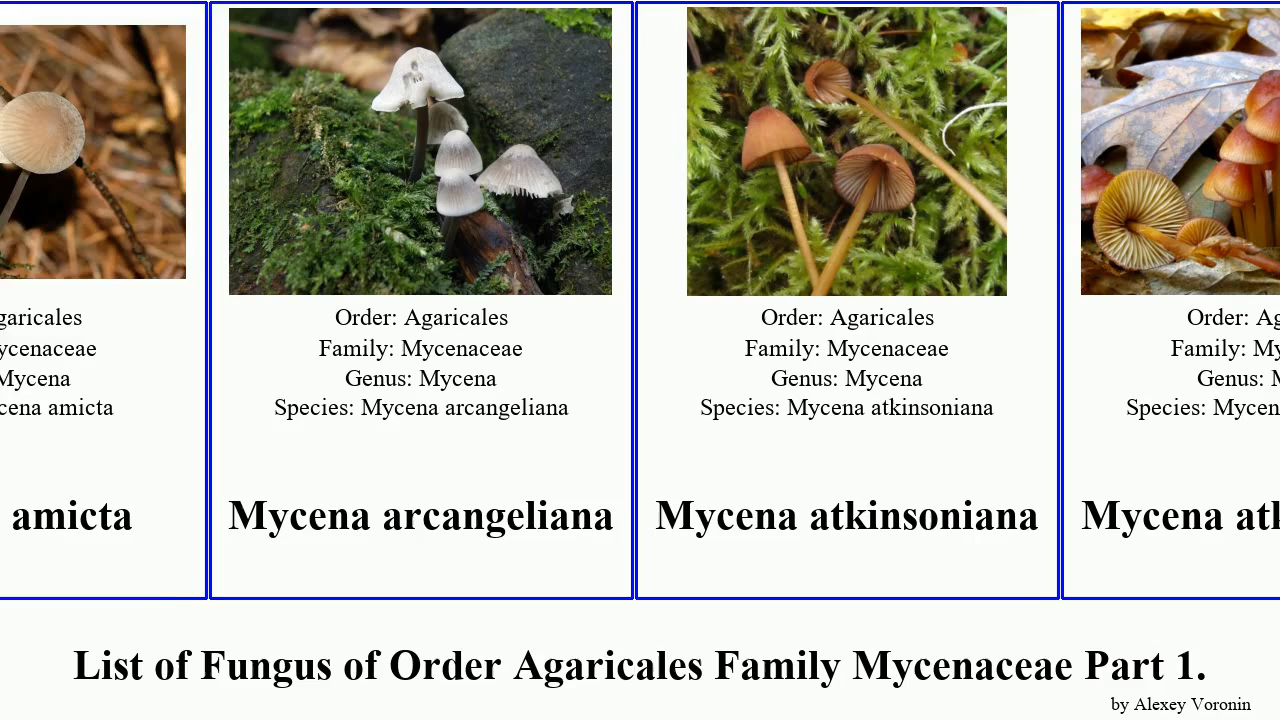 garicales
ycenaceae
Mycena
cena amicta
amicta
Order: Agaricales
Family: Mycenaceae
Genus: Mycena
Species: Mycena arcangeliana
Mycena arcangeliana
Order: Agaricales
Family: Mycenaceae
Genus: Mycena
Species: Mycena atkinsoniana
Mycena atkinsoniana
Order: Ag
Family: My
Genus: M
Species: Mycen
Mycena atk
List of Fungus of Order Agaricales Family Mycenaceae Part 1.
by Alexey Voronin